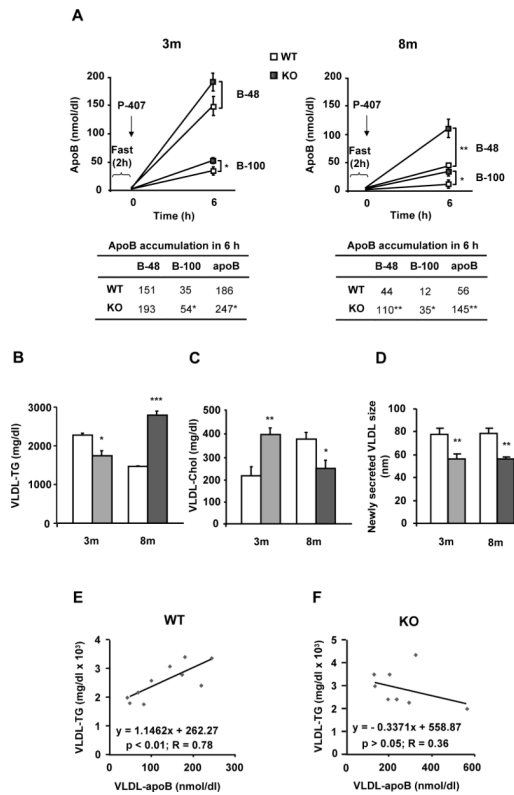 A
3m
8m
WT
KO
ApoB (nmol/dl)
200
150
100
50
0
P-407
Fast
(2h)
B-48
*
B-100
0
6
Time (h)
ApoB (nmol/dl)
200
150
100
50
0
P-407
Fast
(2h)
**
B-48
*
B-100
0
6
Time (h)
ApoB accumulation in 6 h
B-48 B-100 apoB
WT 151 35 186
KO 193 54* 247*
ApoB accumulation in 6 h
B-48 B-100 apoB
WT 44 12 56
KO 110** 35* 145**
B
VLDL-TG (mg/dl)
3000
2000
1000
0
*
***
3m 8m
C
VLDL-Chol (mg/dl)
500
400
300
200
100
0
**
*
3m 8m
D
Newly secreted VLDL size
(nm)
100
80
60
40
20
0
**
**
3m 8m
E
WT
VLDL-TG (mg/dl x 10³)
4
3
2
1
0
y = 1.1462x + 262.27
p < 0.01; R = 0.78
0 100 200 300
VLDL-apoB (nmol/dl)
F
KO
VLDL-TG (mg/dl x 10³)
5
4
3
2
1
0
y = - 0.3371x + 558.87
p > 0.05; R = 0.36
0 200 400 600
VLDL-apoB (nmol/dl)